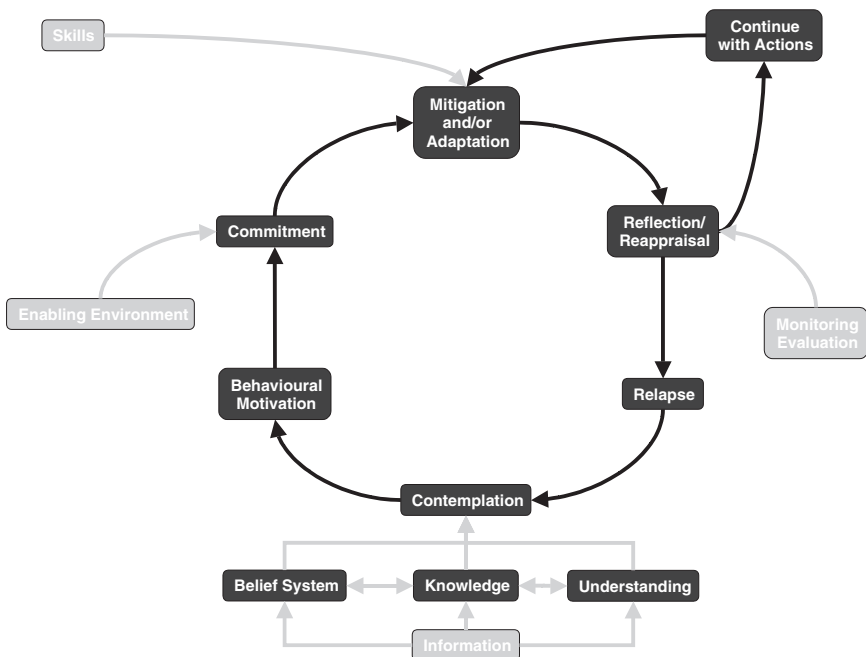 Skills
Continue
with Actions
Mitigation
and/or
Adaptation
Commitment
Reflection/
Reappraisal
Enabling Environment
Monitoring
Evaluation
Behavioural
Motivation
Relapse
Contemplation
Belief System
Knowledge
Understanding
Information